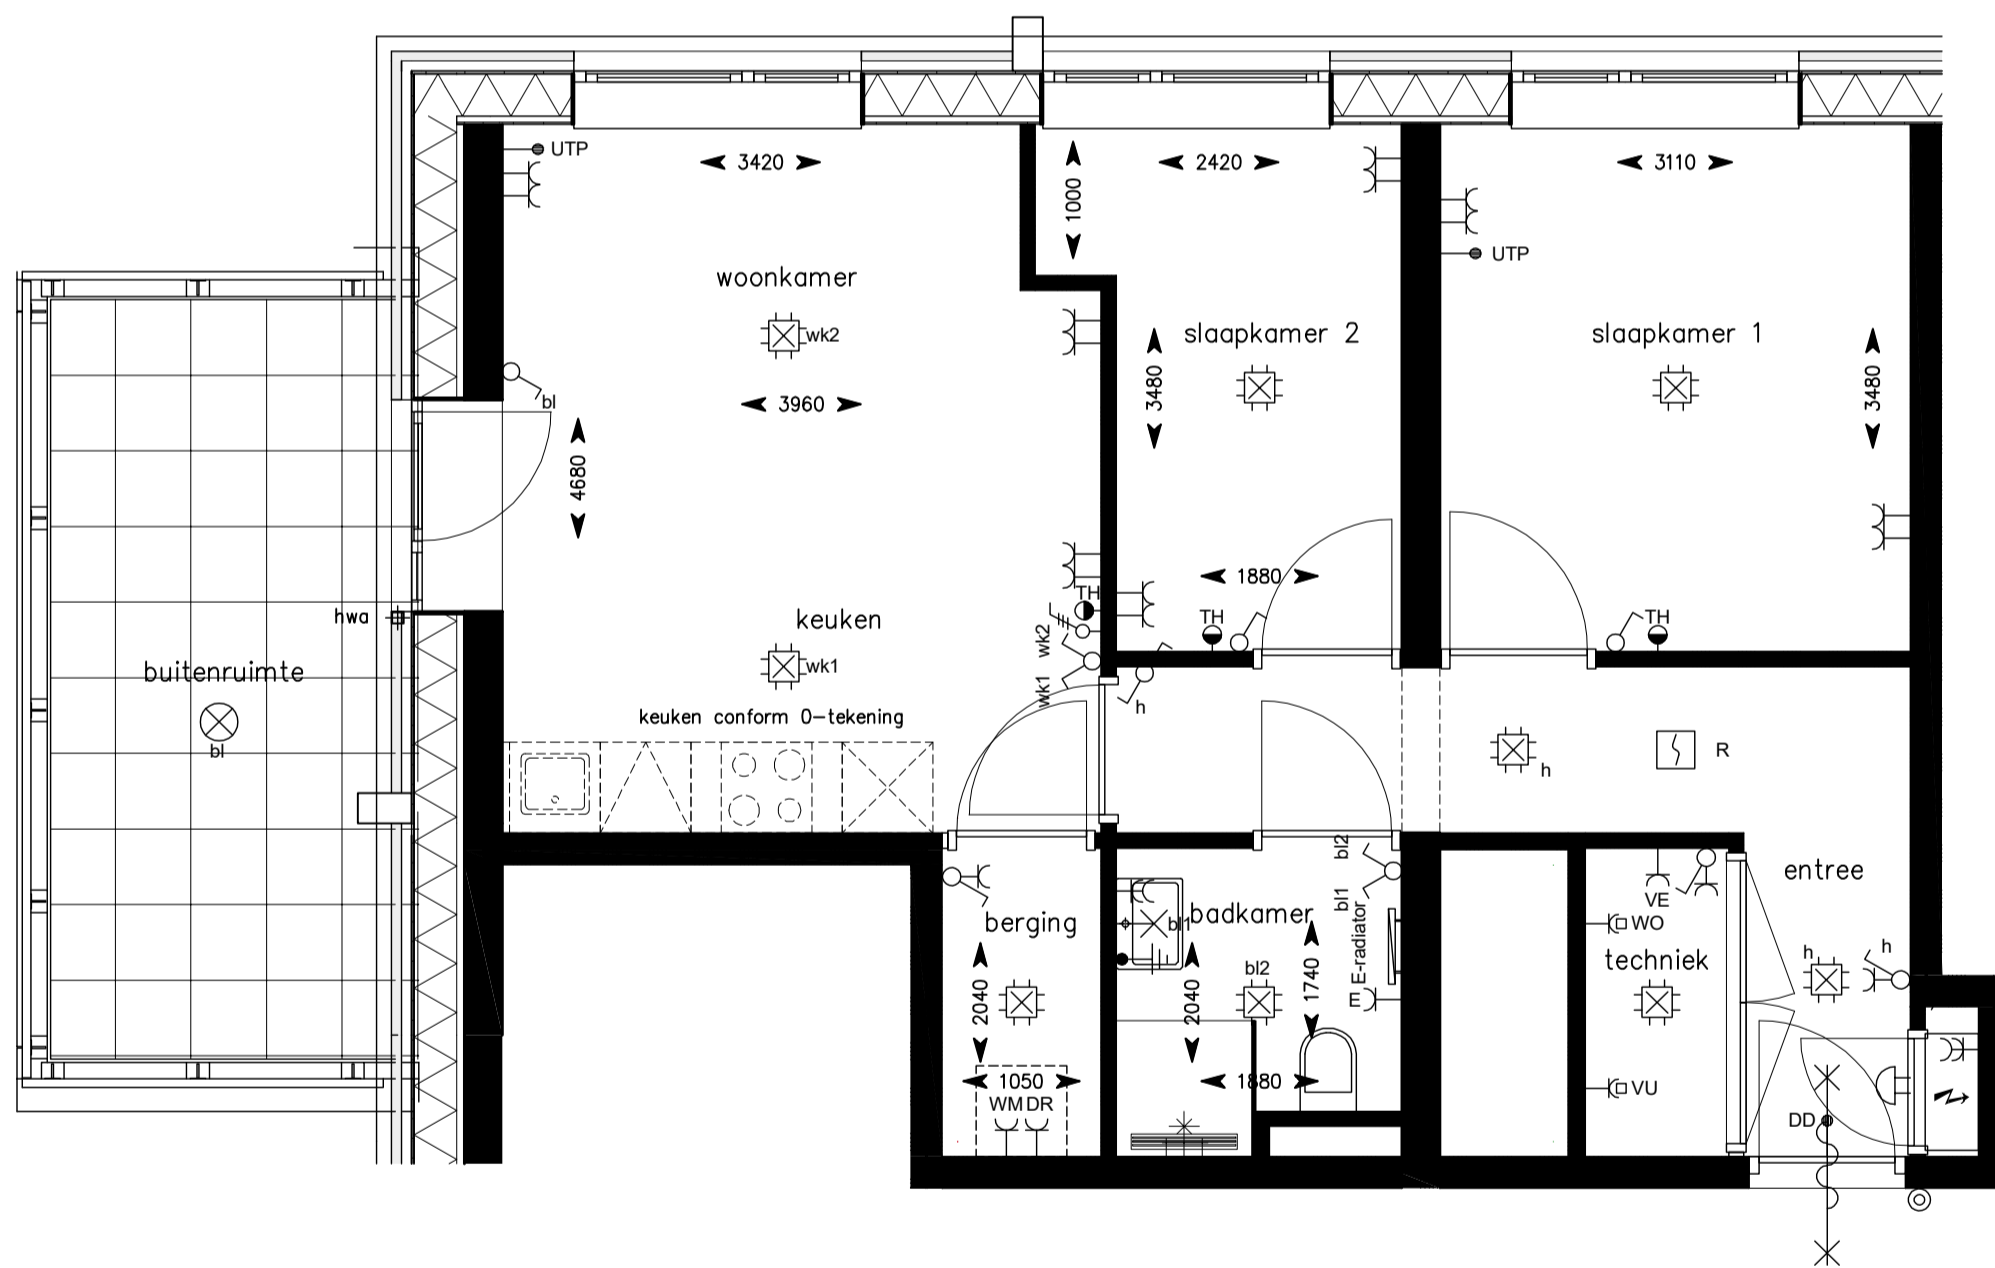 UTP
3420
1000
2420
3110
UTP
woonkamer
wk2
slaapkamer 2
slaapkamer 1
3480
3480
bl
3960
4680
1880
TH
TH
TH
hwa
keuken
wk2
wk1
wk1
h
buitenruimte
bl
keuken conform 0-tekening
h
R
bl2
bl1
entree
VE
WO
berging
badkamer
bl1
E-radiator
techniek
h
h
2040
2040
bl2
1740
E
1050
1880
WM DR
VU
DD